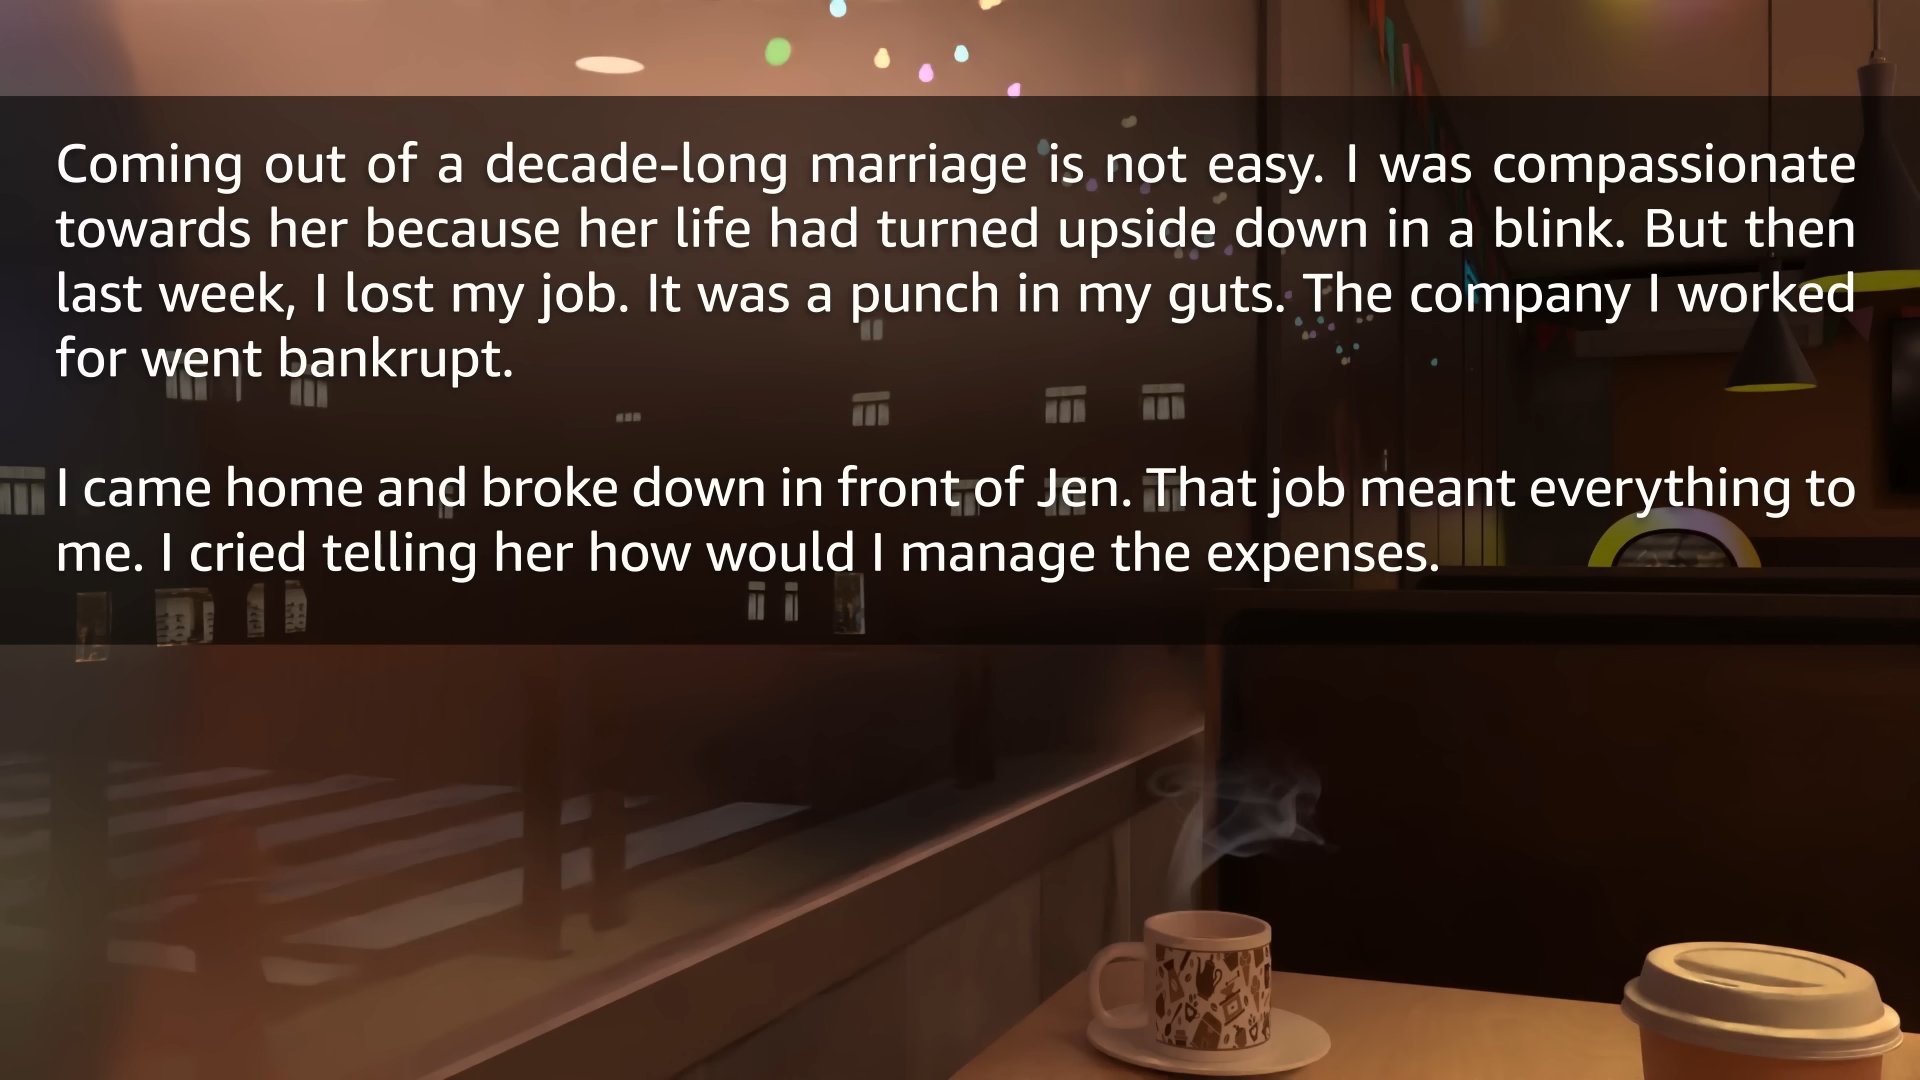 Coming out of a decade-long marriage is not easy. I was compassionate
towards her because her life had turned upside down in a blink. But then
last week, I lost my job. It was a punch in my guts. The company I worked
for went bankrupt.
I came home and broke down in front of Jen. That job meant everything to
me. I cried telling her how would I manage the expenses.